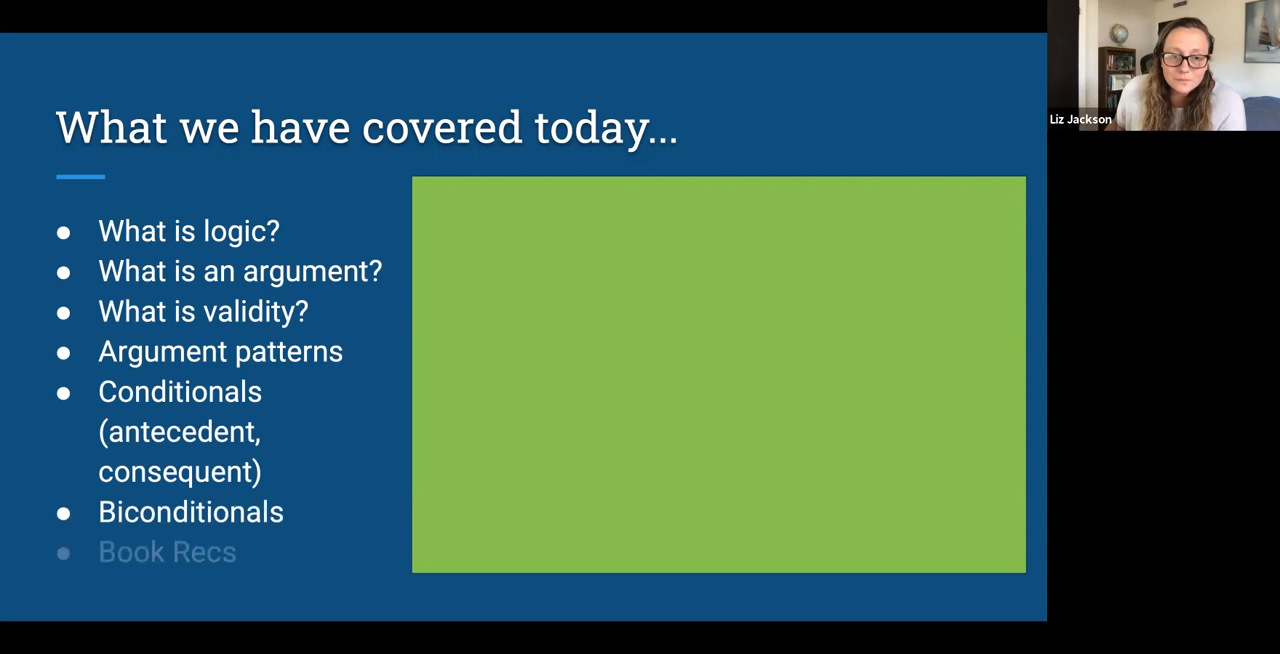 What we have covered today...
● What is logic?
● What is an argument?
● What is validity?
● Argument patterns
● Conditionals
(antecedent,
consequent)
● Biconditionals
● Book Recs
Liz Jackson